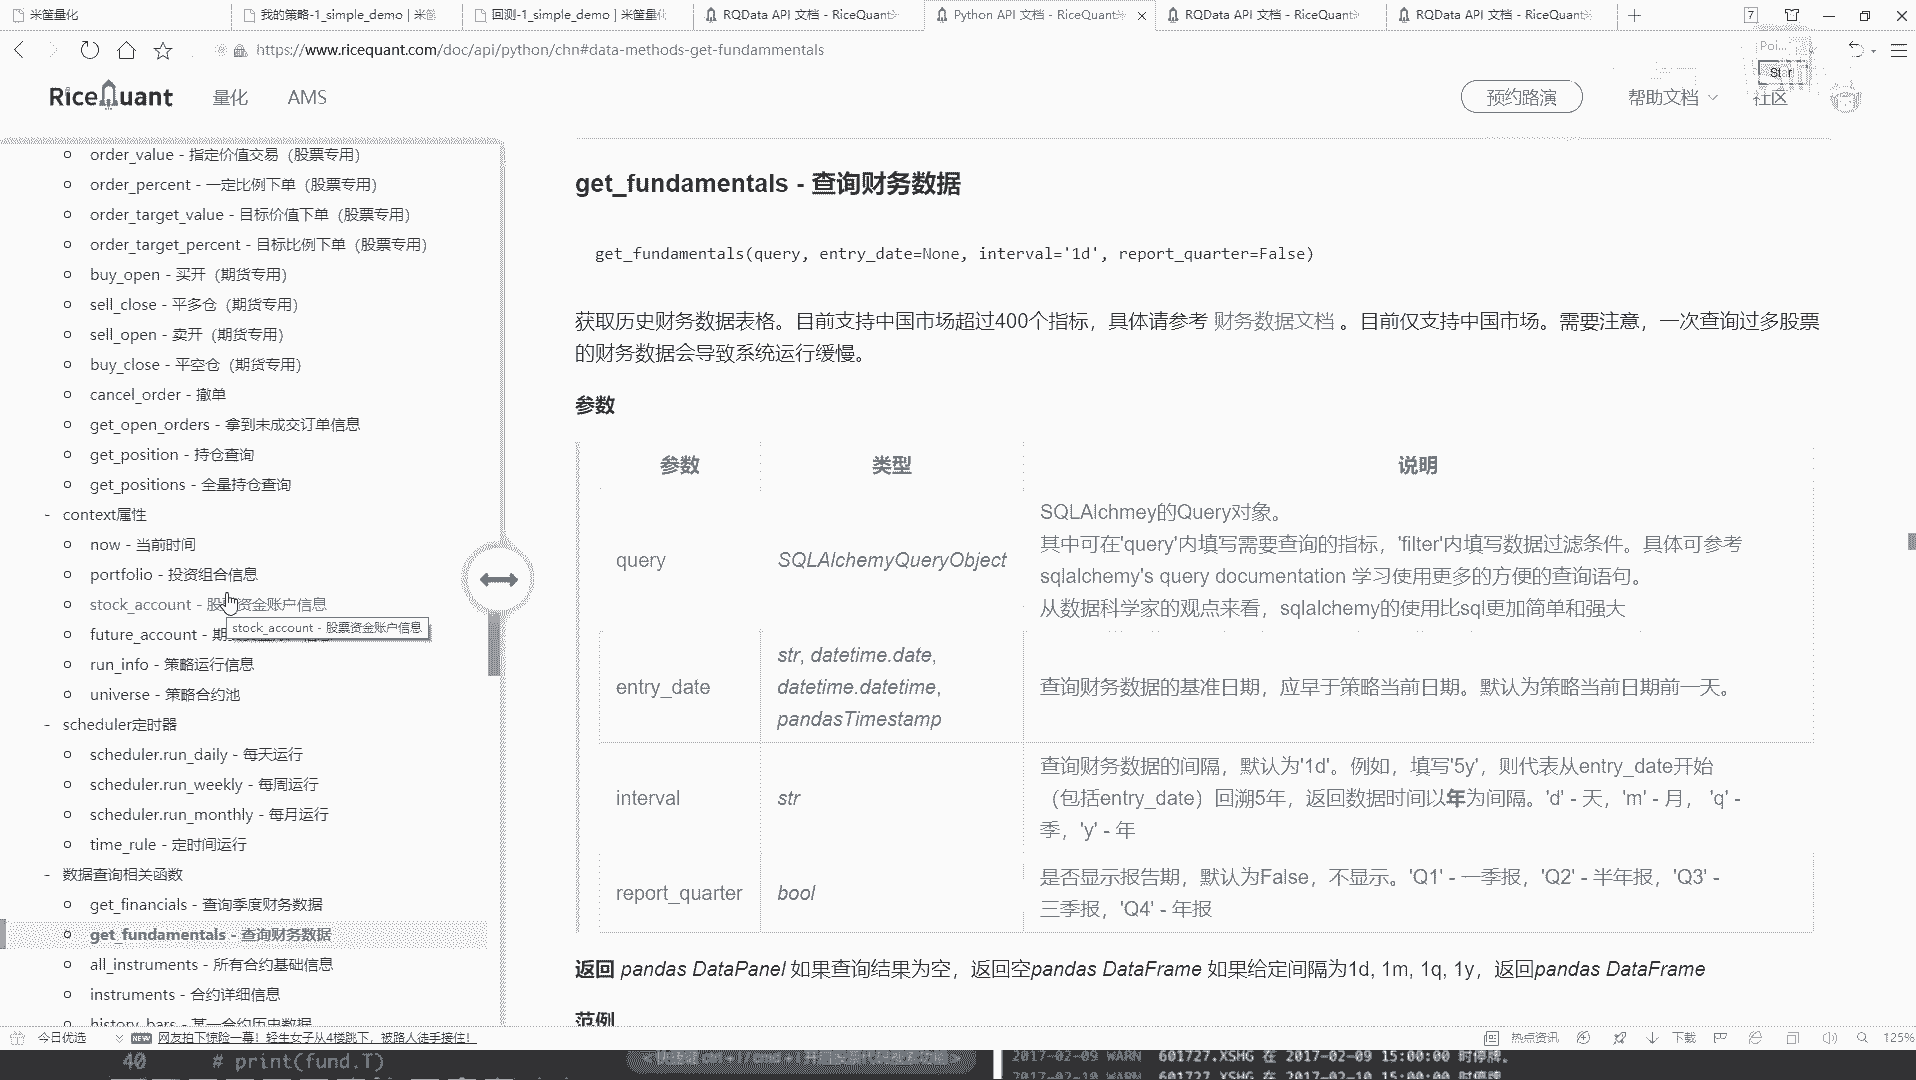 米筐量化
我的策略-1_simple_demo | 米筐
回测-1_simple_demo | 米筐量化
RQData API 文档 - RiceQuant
Python API 文档 - RiceQuant
RQData API 文档 - RiceQuant
RQData API 文档 - RiceQuant
7
https://www.ricequant.com/doc/api/python/chn#data-methods-get-fundammentals
Poi...
Star
RiceQuant
量化
AMS
预约路演
帮助文档
社区
order_value - 指定价值交易（股票专用）
order_percent - 一定比例下单（股票专用）
order_target_value - 目标价值下单（股票专用）
order_target_percent - 目标比例下单（股票专用）
buy_open - 买开（期货专用）
sell_close - 平多仓（期货专用）
sell_open - 卖开（期货专用）
buy_close - 平空仓（期货专用）
cancel_order - 撤单
get_open_orders - 拿到未成交订单信息
get_position - 持仓查询
get_positions - 全量持仓查询
- context属性
now - 当前时间
portfolio - 投资组合信息
stock_account - 股票资金账户信息
stock_account - 股票资金账户信息
future_account - 期
run_info - 策略运行信息
universe - 策略合约池
- scheduler定时器
scheduler.run_daily - 每天运行
scheduler.run_weekly - 每周运行
scheduler.run_monthly - 每月运行
time_rule - 定时间运行
- 数据查询相关函数
get_financials - 查询季度财务数据
get_fundamentals - 查询财务数据
all_instruments - 所有合约基础信息
instruments - 合约详细信息
history_bars - 某一合约历史数据
get_fundamentals - 查询财务数据
get_fundamentals(query, entry_date=None, interval='1d', report_quarter=False)
获取历史财务数据表格。目前支持中国市场超过400个指标，具体请参考 财务数据文档 。目前仅支持中国市场。需要注意，一次查询过多股票
的财务数据会导致系统运行缓慢。
参数
参数 类型 说明
query SQLAlchemyQueryObject
SQLAlchmey的Query对象。
其中可在'query'内填写需要查询的指标，'filter'内填写数据过滤条件。具体可参考
sqlalchemy's query documentation 学习使用更多的方便的查询语句。
从数据科学家的观点来看，sqlalchemy的使用比sql更加简单和强大
entry_date
str, datetime.date,
datetime.datetime,
pandasTimestamp
查询财务数据的基准日期，应早于策略当前日期。默认为策略当前日期前一天。
interval str
查询财务数据的间隔，默认为'1d'。例如，填写'5y'，则代表从entry_date开始
（包括entry_date）回溯5年，返回数据时间以年为间隔。'd' - 天，'m' - 月， 'q' -
季，'y' - 年
report_quarter bool
是否显示报告期，默认为False，不显示。'Q1' - 一季报，'Q2' - 半年报，'Q3' -
三季报，'Q4' - 年报
返回 pandas DataPanel 如果查询结果为空，返回空pandas DataFrame 如果给定间隔为1d, 1m, 1q, 1y，返回pandas DataFrame
范例
今日优选
NEW
网友拍下惊险一幕！轻生女子从4楼跳下，被路人徒手接住！
热点资讯
下载
125%
40 # print(fund.T)
2017-02-09 WARN 601727.XSHG 在 2017-02-09 15:00:00 时停牌。
2017-02-10 WARN 601727.XSHG 在 2017-02-10 15:00:00 时停牌。